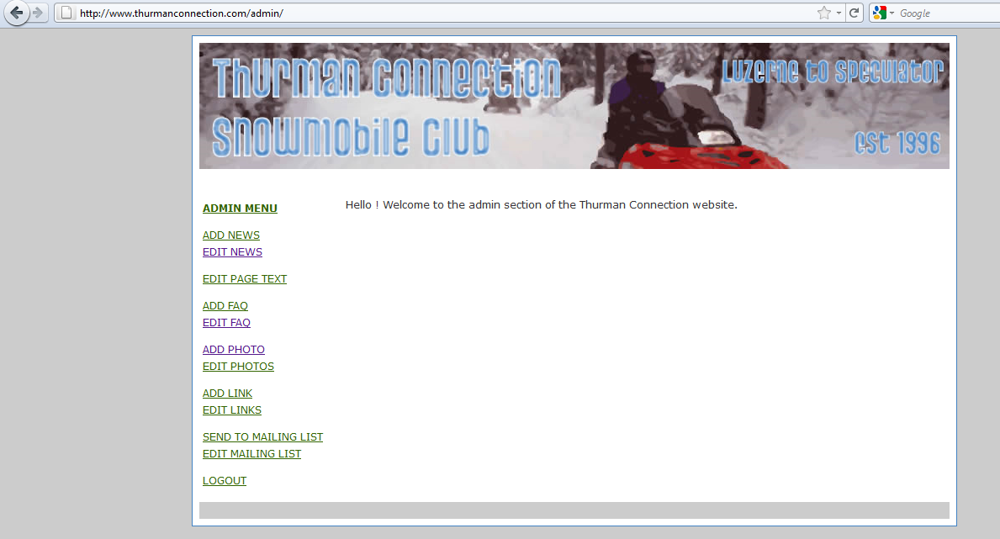 http://www.thurmanconnection.com/admin/
Google
Thurman Connection
Luzerne to Speculator
Snowmobile Club
est 1996
Hello ! Welcome to the admin section of the Thurman Connection website.
ADMIN MENU
ADD NEWS
EDIT NEWS
EDIT PAGE TEXT
ADD FAQ
EDIT FAQ
ADD PHOTO
EDIT PHOTOS
ADD LINK
EDIT LINKS
SEND TO MAILING LIST
EDIT MAILING LIST
LOGOUT